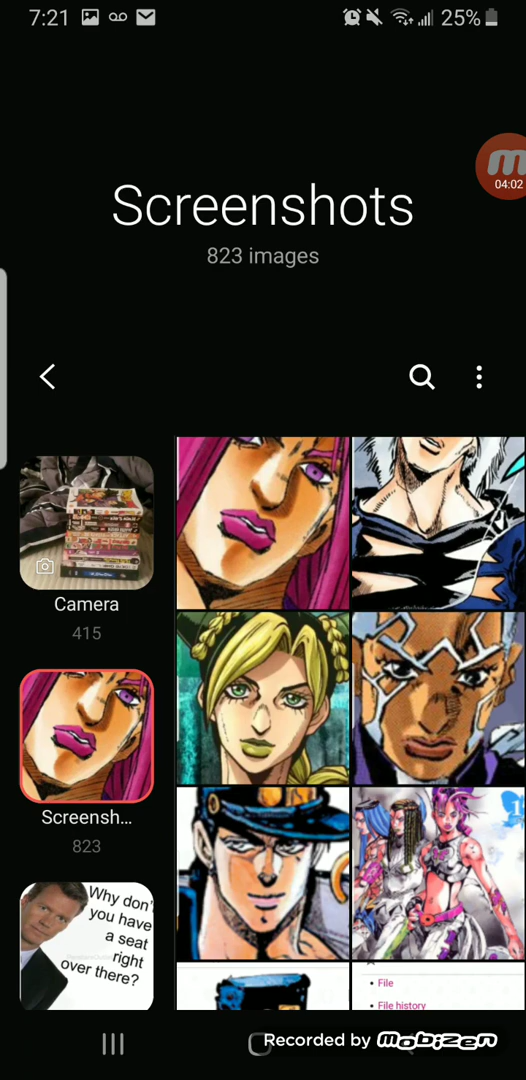 7:21
25%
04:02
Screenshots
823 images
Camera
415
Screensh...
823
Why don'
you have
a seat
right
over there?
1
File
File history
Recorded by Mobizen